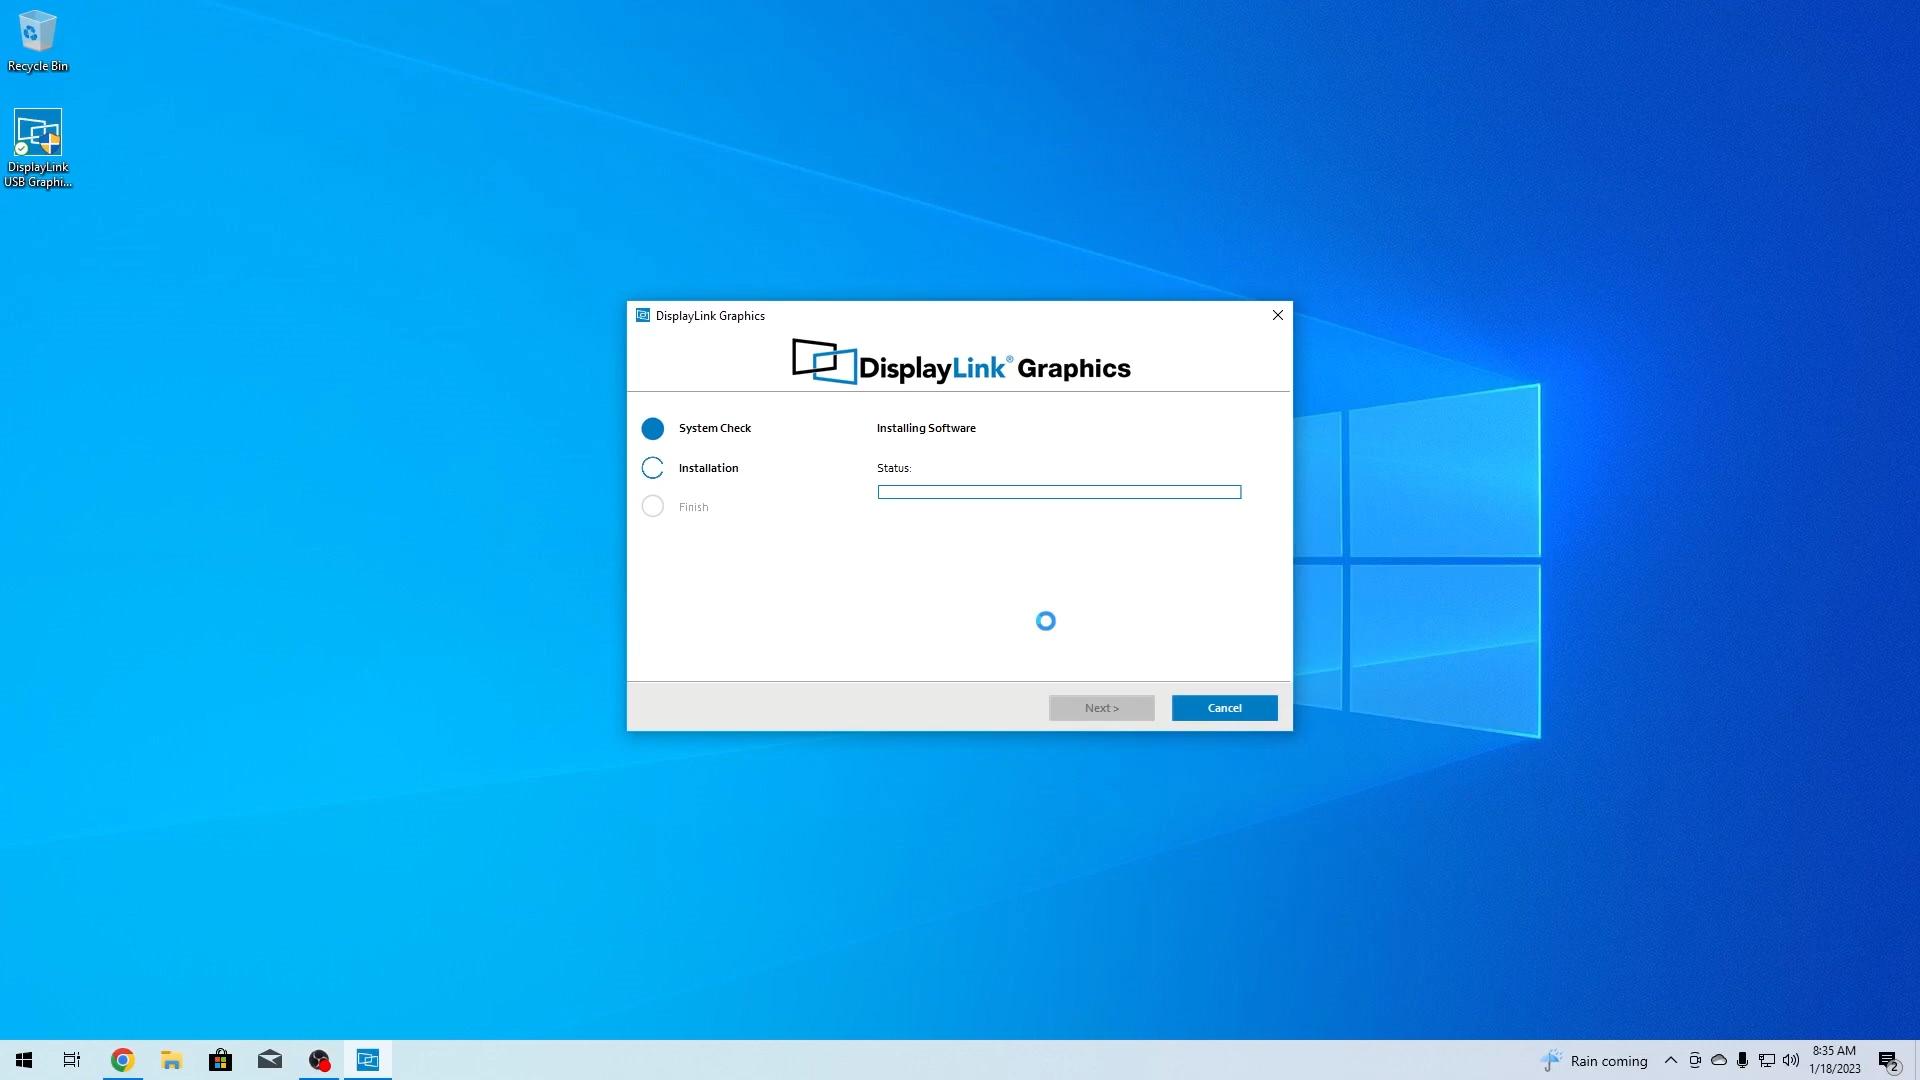 Recycle Bin
DisplayLink
USB Graphi...
DisplayLink Graphics
DisplayLink® Graphics
System Check
Installing Software
Installation
Status:
Finish
Next >
Cancel
Rain coming
8:35 AM
1/18/2023
2